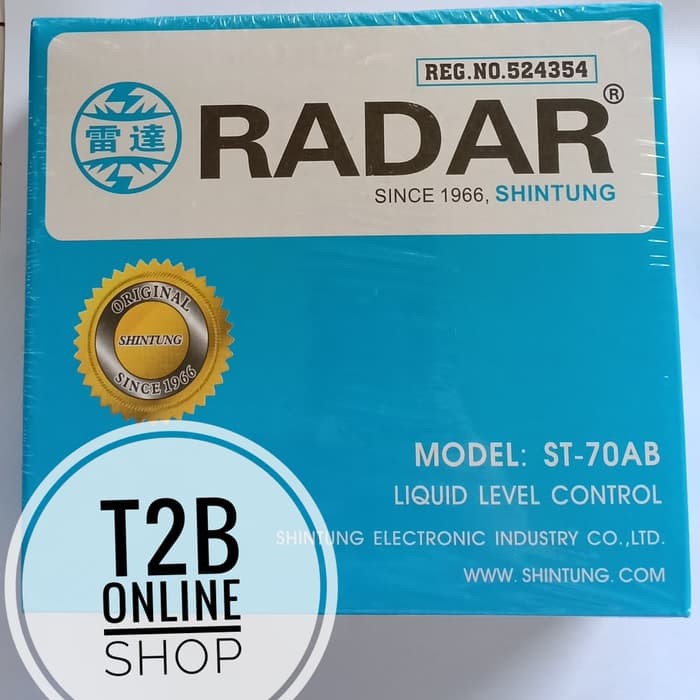 REG.NO.524354
雷達
RADAR®
SINCE 1966, SHINTUNG
ORIGINAL
SHINTUNG
SINCE 1966
MODEL: ST-70AB
LIQUID LEVEL CONTROL
SHINTUNG ELECTRONIC INDUSTRY CO.,LTD.
WWW. SHINTUNG. COM
T2B
ONLINE
SHOP